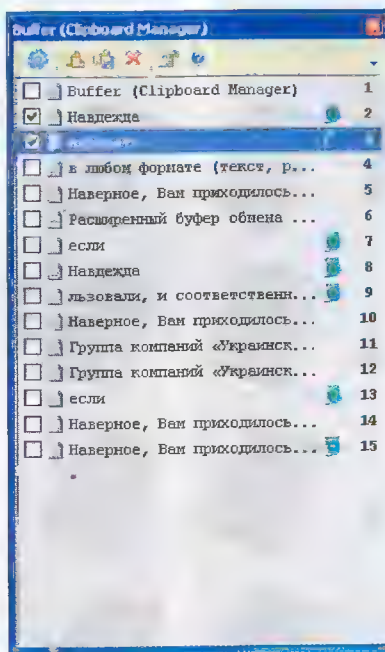 Buffer (Clipboard Manager)
Buffer (Clipboard Manager) 1
Навдежда 2
в любом формате (текст, р... 4
Наверное, Вам приходилось... 5
Расширенный буфер обмена ... 6
если 7
Навдежда 8
льзовали, и соответственн... 9
Наверное, Вам приходилось... 10
Группа компаний «Украинск... 11
Группа компаний «Украинск... 12
если 13
Наверное, Вам приходилось... 14
Наверное, Вам приходилось... 15